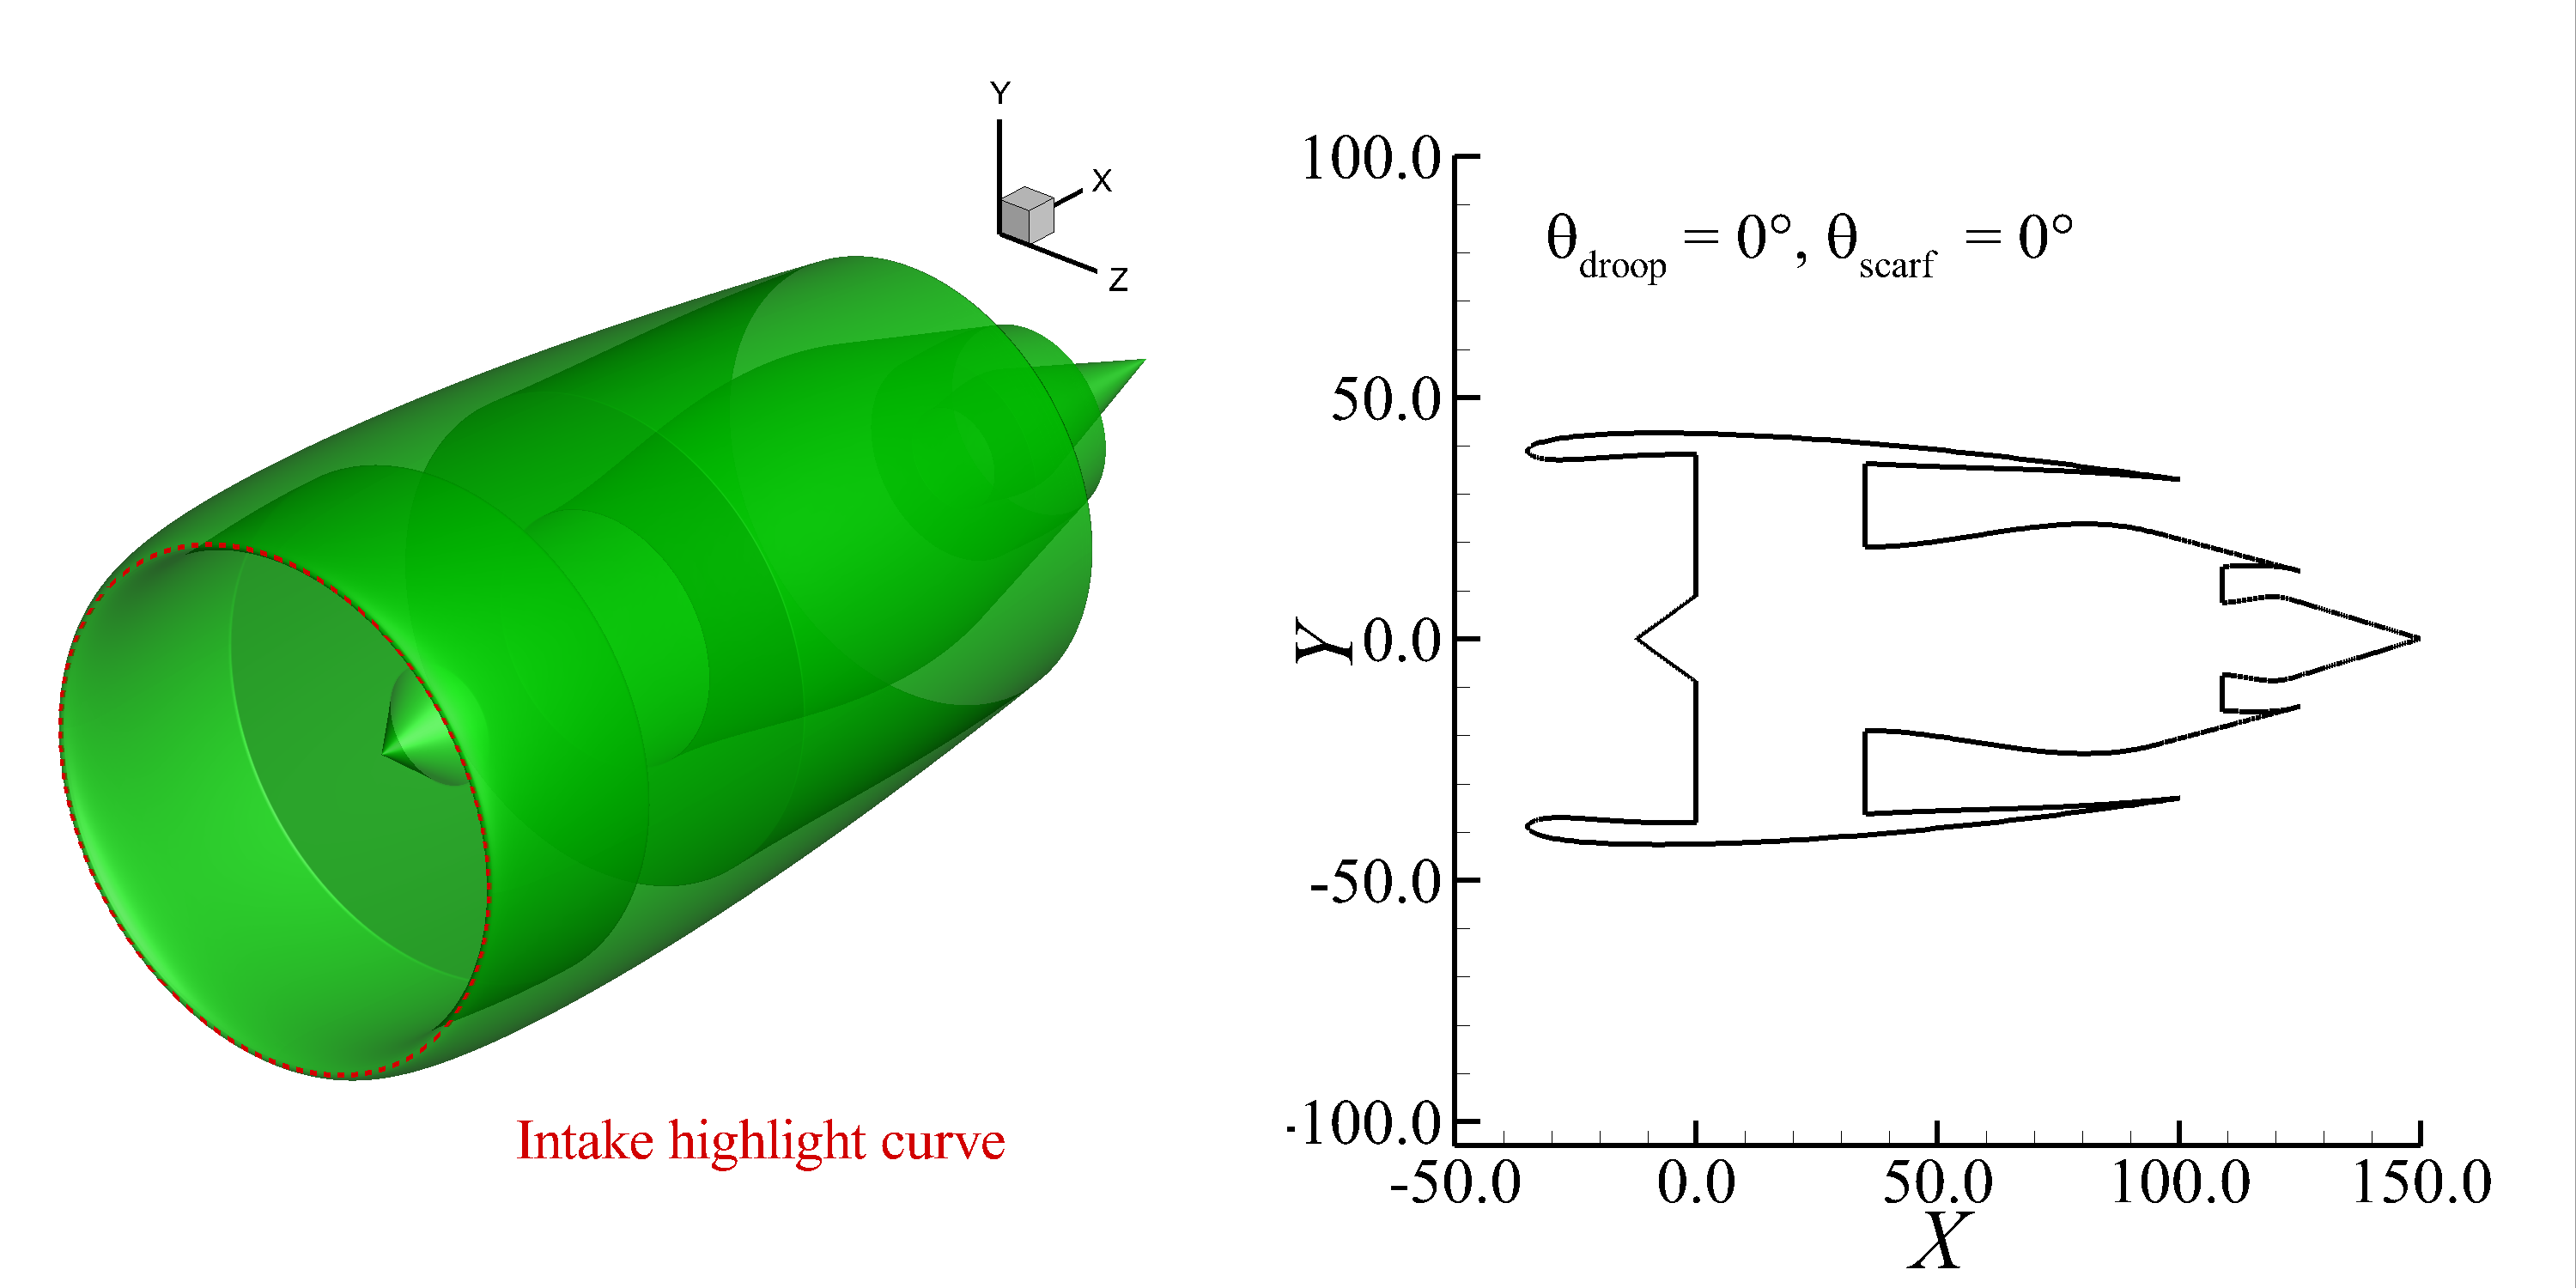 Y
X
Z
Intake highlight curve
100.0
θdroop = 0°, θscarf = 0°
50.0
Y
0.0
-50.0
-100.0
-50.0 0.0 50.0 100.0 150.0
X